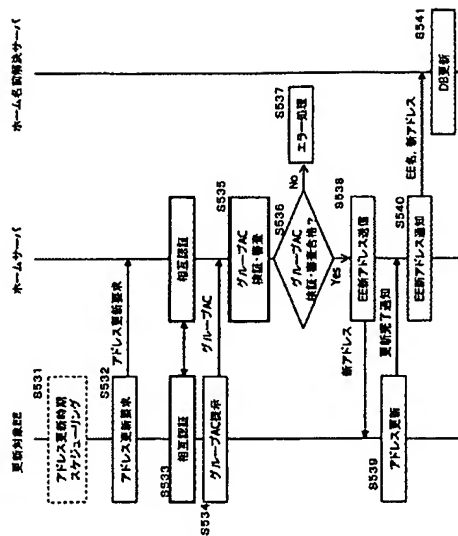 更新対象EE
ホームサーバ
ホーム名前解決サーバ
S531
アドレス更新時期
スケジューリング
S532
アドレス更新要求
アドレス更新要求
S533
相互認証
相互認証
S534
グループAC提示
グループAC
S535
グループAC
検証・審査
S536
グループAC
検証・審査合格？
No
S537
エラー処理
Yes
S538
EE新アドレス送信
新アドレス
S539
アドレス更新
更新完了通知
S540
EE新アドレス通知
EE名, 新アドレス
S541
DB更新